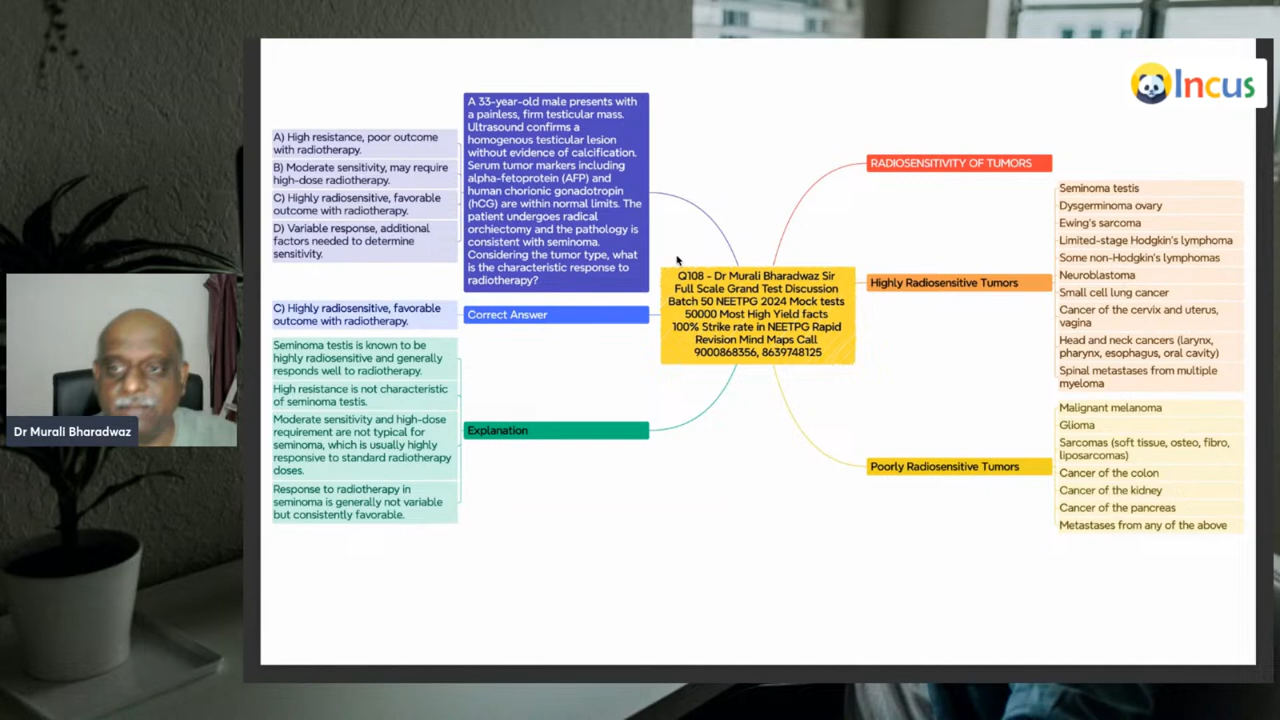 Incus
A 33-year-old male presents with
a painless, firm testicular mass.
Ultrasound confirms a
homogenous testicular lesion
without evidence of calcification.
Serum tumor markers including
alpha-fetoprotein (AFP) and
human chorionic gonadotropin
(hCG) are within normal limits. The
patient undergoes radical
orchiectomy and the pathology is
consistent with seminoma.
Considering the tumor type, what
is the characteristic response to
radiotherapy?
A) High resistance, poor outcome
with radiotherapy.
B) Moderate sensitivity, may require
high-dose radiotherapy.
C) Highly radiosensitive, favorable
outcome with radiotherapy.
D) Variable response, additional
factors needed to determine
sensitivity.
Correct Answer
C) Highly radiosensitive, favorable
outcome with radiotherapy.
Explanation
Seminoma testis is known to be
highly radiosensitive and generally
responds well to radiotherapy.
High resistance is not characteristic
of seminoma testis.
Moderate sensitivity and high-dose
requirement are not typical for
seminoma, which is usually highly
responsive to standard radiotherapy
doses.
Response to radiotherapy in
seminoma is generally not variable
but consistently favorable.
Q108 - Dr Murali Bharadwaz Sir
Full Scale Grand Test Discussion
Batch 50 NEETPG 2024 Mock tests
50000 Most High Yield facts
100% Strike rate in NEETPG Rapid
Revision Mind Maps Call
9000868356, 8639748125
RADIOSENSITIVITY OF TUMORS
Highly Radiosensitive Tumors
Seminoma testis
Dysgerminoma ovary
Ewing's sarcoma
Limited-stage Hodgkin's lymphoma
Some non-Hodgkin's lymphomas
Neuroblastoma
Small cell lung cancer
Cancer of the cervix and uterus,
vagina
Head and neck cancers (larynx,
pharynx, esophagus, oral cavity)
Spinal metastases from multiple
myeloma
Poorly Radiosensitive Tumors
Malignant melanoma
Glioma
Sarcomas (soft tissue, osteo, fibro,
liposarcomas)
Cancer of the colon
Cancer of the kidney
Cancer of the pancreas
Metastases from any of the above
Dr Murali Bharadwaz